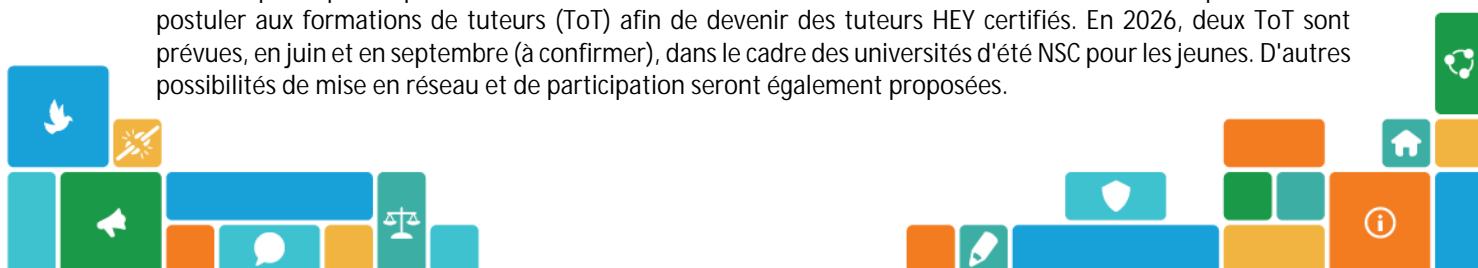 postuler aux formations de tuteurs (ToT) afin de devenir des tuteurs HEY certifiés. En 2026, deux ToT sont
prévues, en juin et en septembre (à confirmer), dans le cadre des universités d'été NSC pour les jeunes. D'autres
possibilités de mise en réseau et de participation seront également proposées.